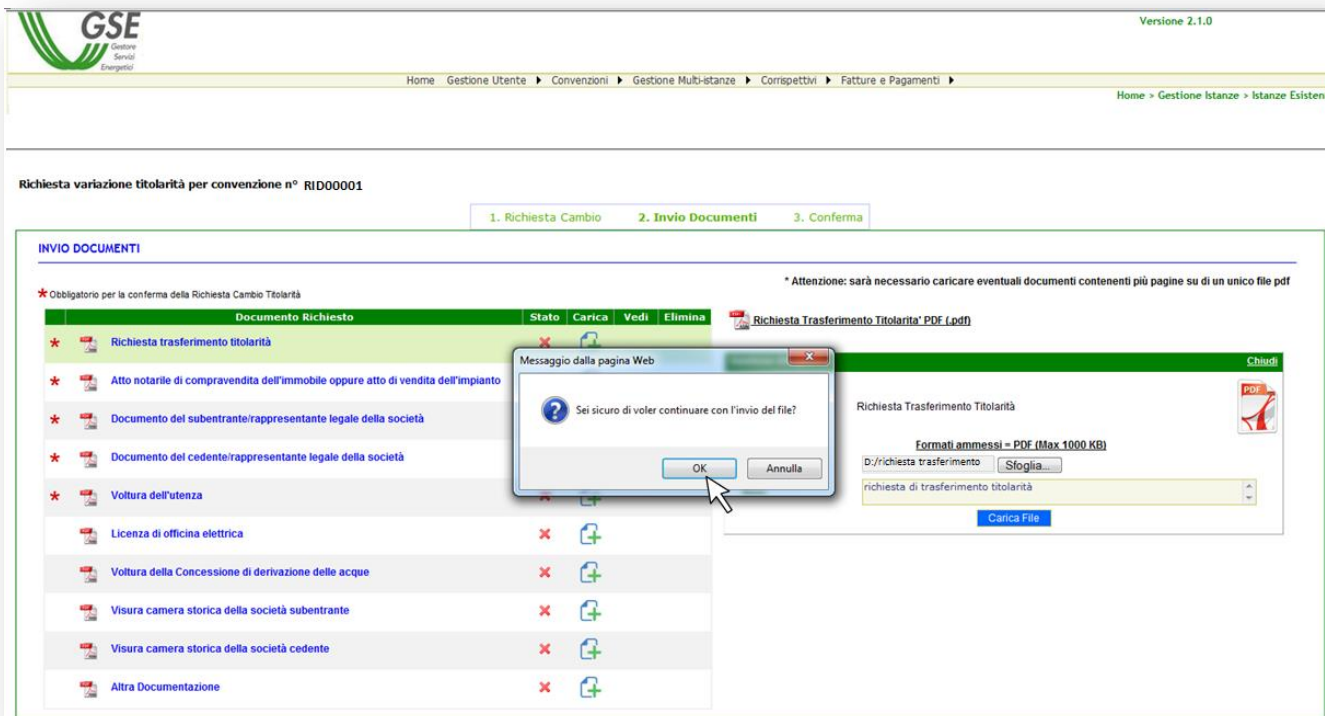 GSE
Gestore
Servizi
Energetici
Versione 2.1.0
Home Gestione Utente Convenzioni Gestione Multi-istanze Corrispettivi Fatture e Pagamenti
Home > Gestione Istanze > Istanze Esisten
Richiesta variazione titolarità per convenzione n° RID00001
1. Richiesta Cambio 2. Invio Documenti 3. Conferma
INVIO DOCUMENTI
* Attenzione: sarà necessario caricare eventuali documenti contenenti più pagine su di un unico file pdf
* Obbligatorio per la conferma della Richiesta Cambio Titolarità
Documento Richiesto Stato Carica Vedi Elimina
* Richiesta trasferimento titolarità
* Atto notarile di compravendita dell'immobile oppure atto di vendita dell'impianto
* Documento del subentrante/rappresentante legale della società
* Documento del cedente/rappresentante legale della società
* Voltura dell'utenza
Licenza di officina elettrica
Voltura della Concessione di derivazione delle acque
Visura camera storica della società subentrante
Visura camera storica della società cedente
Altra Documentazione
Messaggio dalla pagina Web
Sei sicuro di voler continuare con l'invio del file?
OK Annulla
Richiesta Trasferimento Titolarita' PDF (.pdf)
Chiudi
Richiesta Trasferimento Titolarità
PDF
Formati ammessi = PDF (Max 1000 KB)
D:/richiesta trasferimento Sfoglia...
richiesta di trasferimento titolarità
Carica File